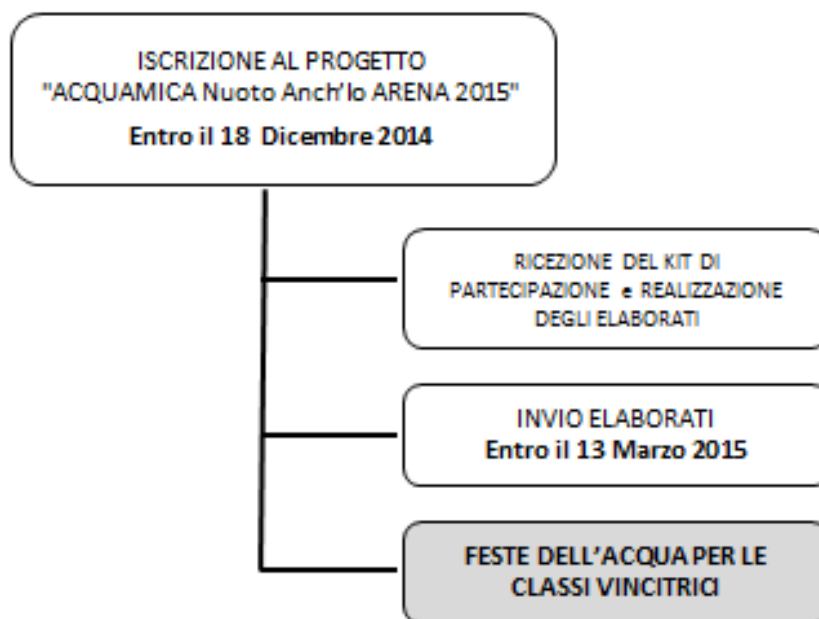 ISCRIZIONE AL PROGETTO
"ACQUAMICA Nuoto Anch'Io ARENA 2015"
Entro il 18 Dicembre 2014
RICEZIONE DEL KIT DI
PARTECIPAZIONE e REALIZZAZIONE
DEGLI ELABORATI
INVIO ELABORATI
Entro il 13 Marzo 2015
FESTE DELL'ACQUA PER LE
CLASSI VINCITRICI